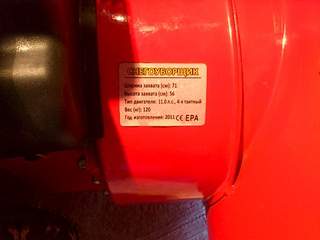 СНЕГОУБОРЩИК
Ширина захвата (см): 71
Высота захвата (см): 56
Тип двигателя: 11.0 л.с., 4-х тактный
Вес (кг): 120
Год изготовления: 2011 CE EPA